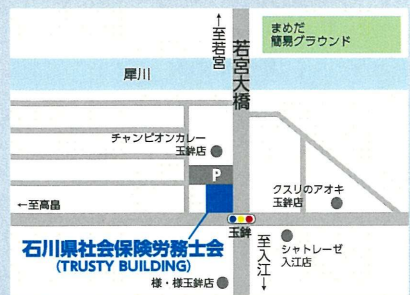 ←至若宮
若宮大橋
まめだ
簡易グラウンド
犀川
チャンピオンカレー
玉鉾店
P
クスリのアオキ
玉鉾店
←至高畠
玉鉾
石川県社会保険労務士会
(TRUSTY BUILDING)
至入江→
シャトレーゼ
入江店
様・様玉鉾店